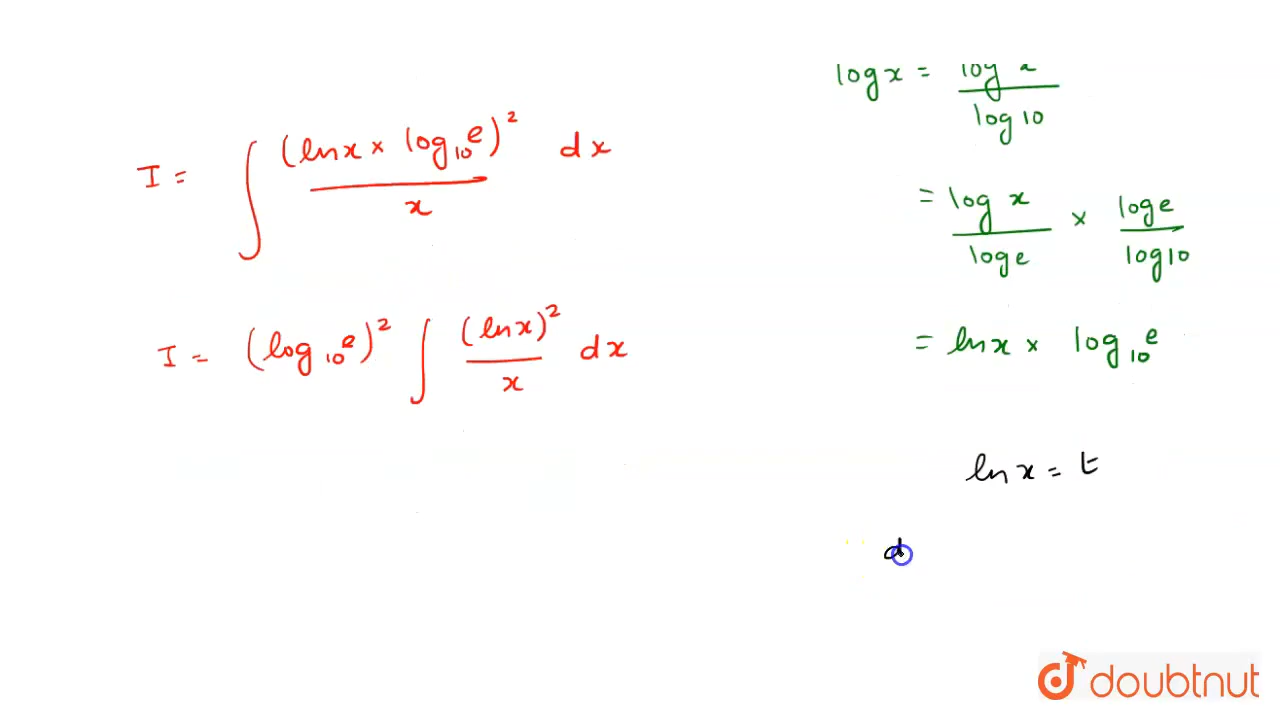 I = ∫ (ln x × log₁₀e)² / x dx
I = (log₁₀e)² ∫ (ln x)² / x dx
log x = log x / log 10
= log x / log e × log e / log 10
= ln x × log₁₀e
ln x = t
d
doubtnut